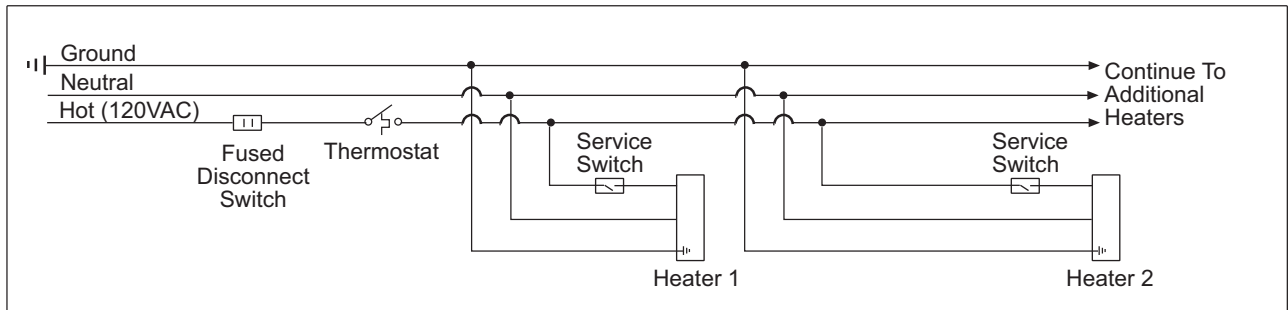 Ground
Neutral
Hot (120VAC)
Continue To
Additional
Heaters
Fused
Disconnect
Switch
Thermostat
Service
Switch
Service
Switch
Heater 1
Heater 2